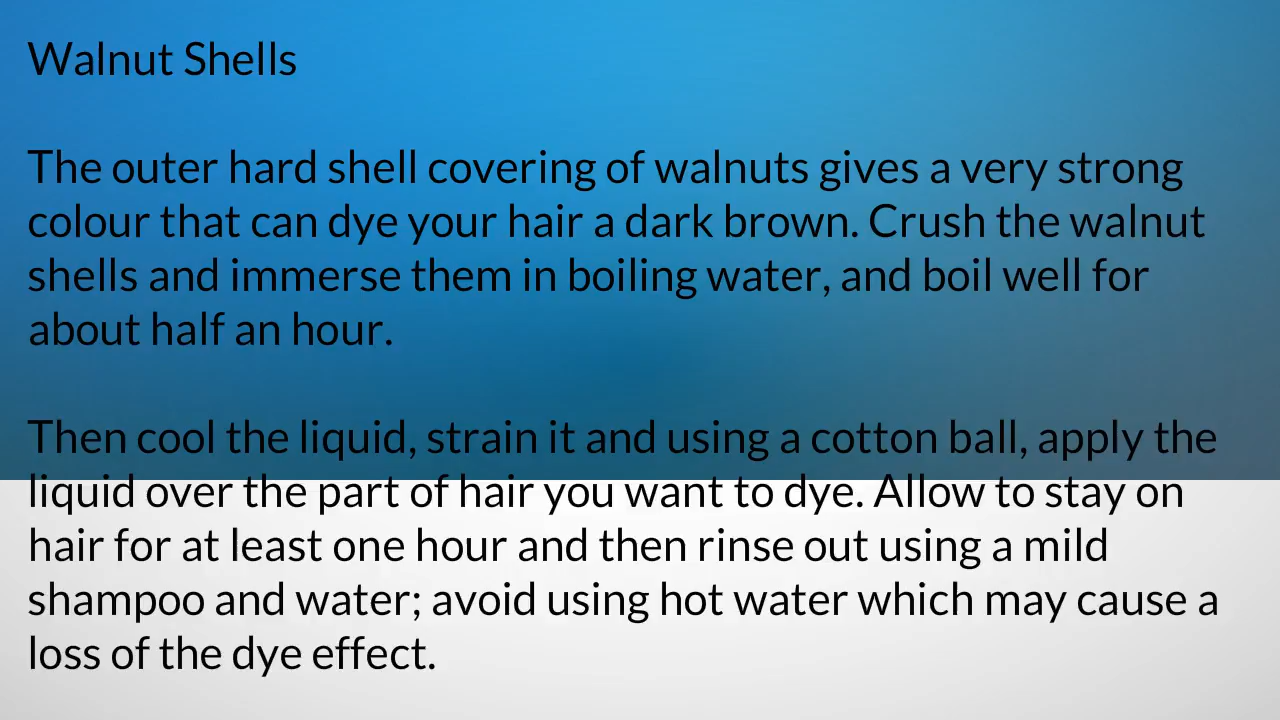 Walnut Shells
The outer hard shell covering of walnuts gives a very strong
colour that can dye your hair a dark brown. Crush the walnut
shells and immerse them in boiling water, and boil well for
about half an hour.
Then cool the liquid, strain it and using a cotton ball, apply the
liquid over the part of hair you want to dye. Allow to stay on
hair for at least one hour and then rinse out using a mild
shampoo and water; avoid using hot water which may cause a
loss of the dye effect.